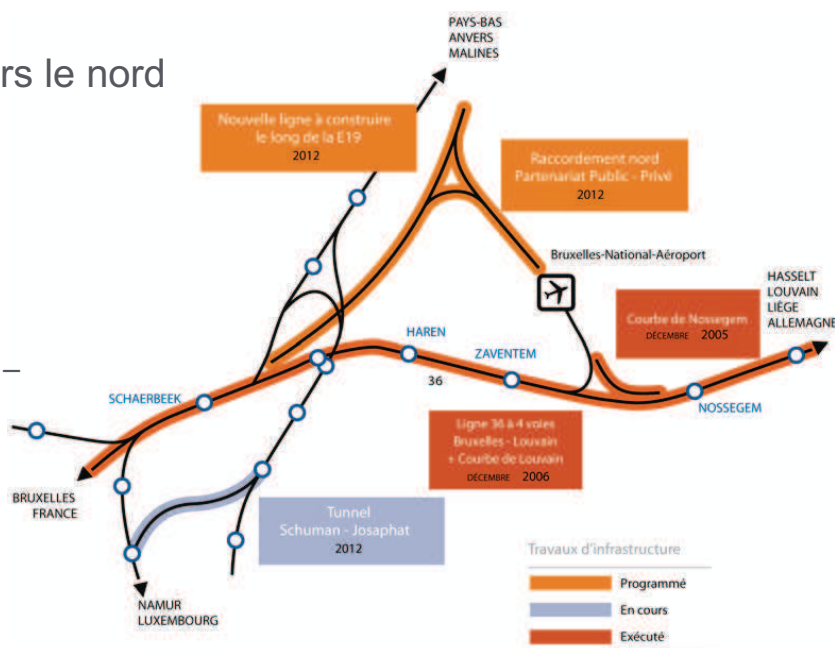 rs le nord
PAYS-BAS
ANVERS
MALINES
Nouvelle ligne à construire
le long de la E19
2012
Raccordement nord
Partenariat Public - Privé
2012
Bruxelles-National-Aéroport
HASSELT
LOUVAIN
LIÈGE
ALLEMAGNE
Courbe de Nossegem
DÉCEMBRE 2005
HAREN
ZAVENTEM
36
SCHAERBEEK
NOSSEGEM
Ligne 36 à 4 voies
Bruxelles - Louvain
+ Courbe de Louvain
DÉCEMBRE 2006
BRUXELLES
FRANCE
Tunnel
Schuman - Josaphat
2012
NAMUR
LUXEMBOURG
Travaux d'infrastructure
Programmé
En cours
Exécuté